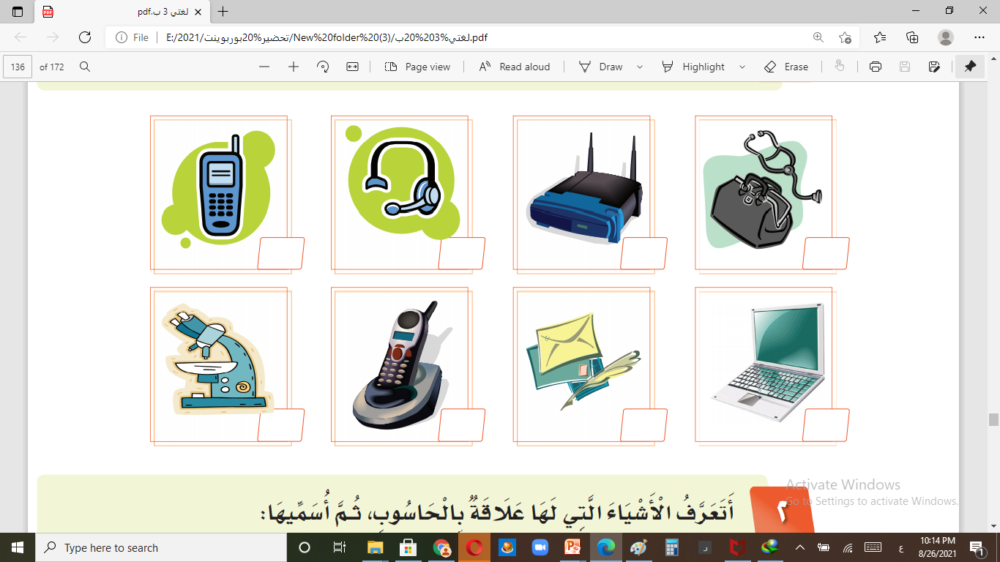 لغتي 3 ب.pdf
File
E:/2021/تحضير%20بوربوينت/New%20folder%20(3)/لغتي%203%20ب.pdf
136 of 172
Page view
Read aloud
Draw
Highlight
Erase
أَتَعَرَّفُ الْأَشْيَاءَ الَّتِي لَهَا عَلَاقَةٌ بِالْحَاسُوبِ، ثُمَّ أُسَمِّيهَا:
٢
Activate Windows
Go to Settings to activate Windows.
Type here to search
ع
10:14 PM
8/26/2021
1